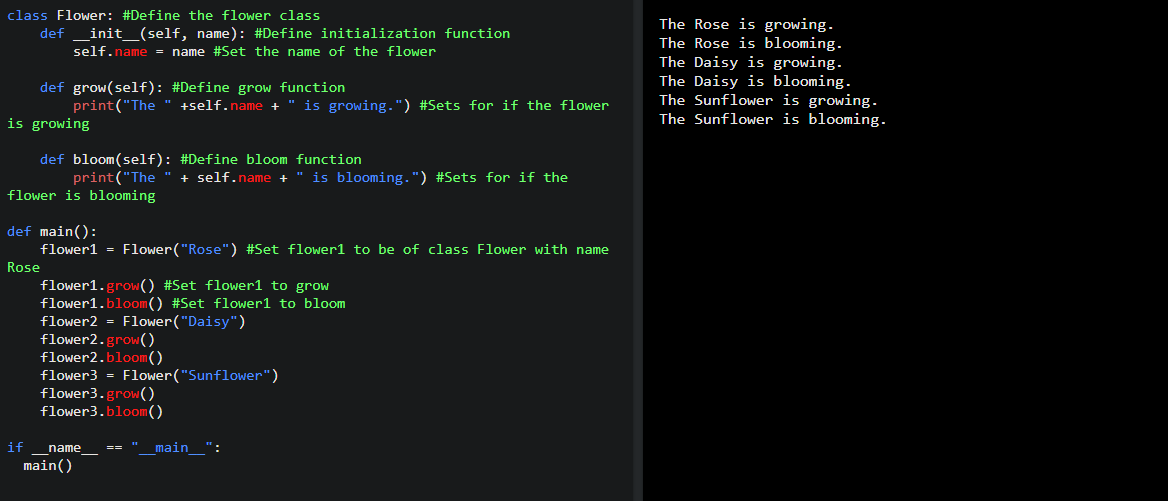 class Flower: #Define the flower class
    def __init__(self, name): #Define initialization function
        self.name = name #Set the name of the flower

    def grow(self): #Define grow function
        print("The " +self.name + " is growing.") #Sets for if the flower
is growing

    def bloom(self): #Define bloom function
        print("The " + self.name + " is blooming.") #Sets for if the
flower is blooming

def main():
    flower1 = Flower("Rose") #Set flower1 to be of class Flower with name
Rose
    flower1.grow() #Set flower1 to grow
    flower1.bloom() #Set flower1 to bloom
    flower2 = Flower("Daisy")
    flower2.grow()
    flower2.bloom()
    flower3 = Flower("Sunflower")
    flower3.grow()
    flower3.bloom()

if __name__ == "__main__":
  main()
The Rose is growing.
The Rose is blooming.
The Daisy is growing.
The Daisy is blooming.
The Sunflower is growing.
The Sunflower is blooming.